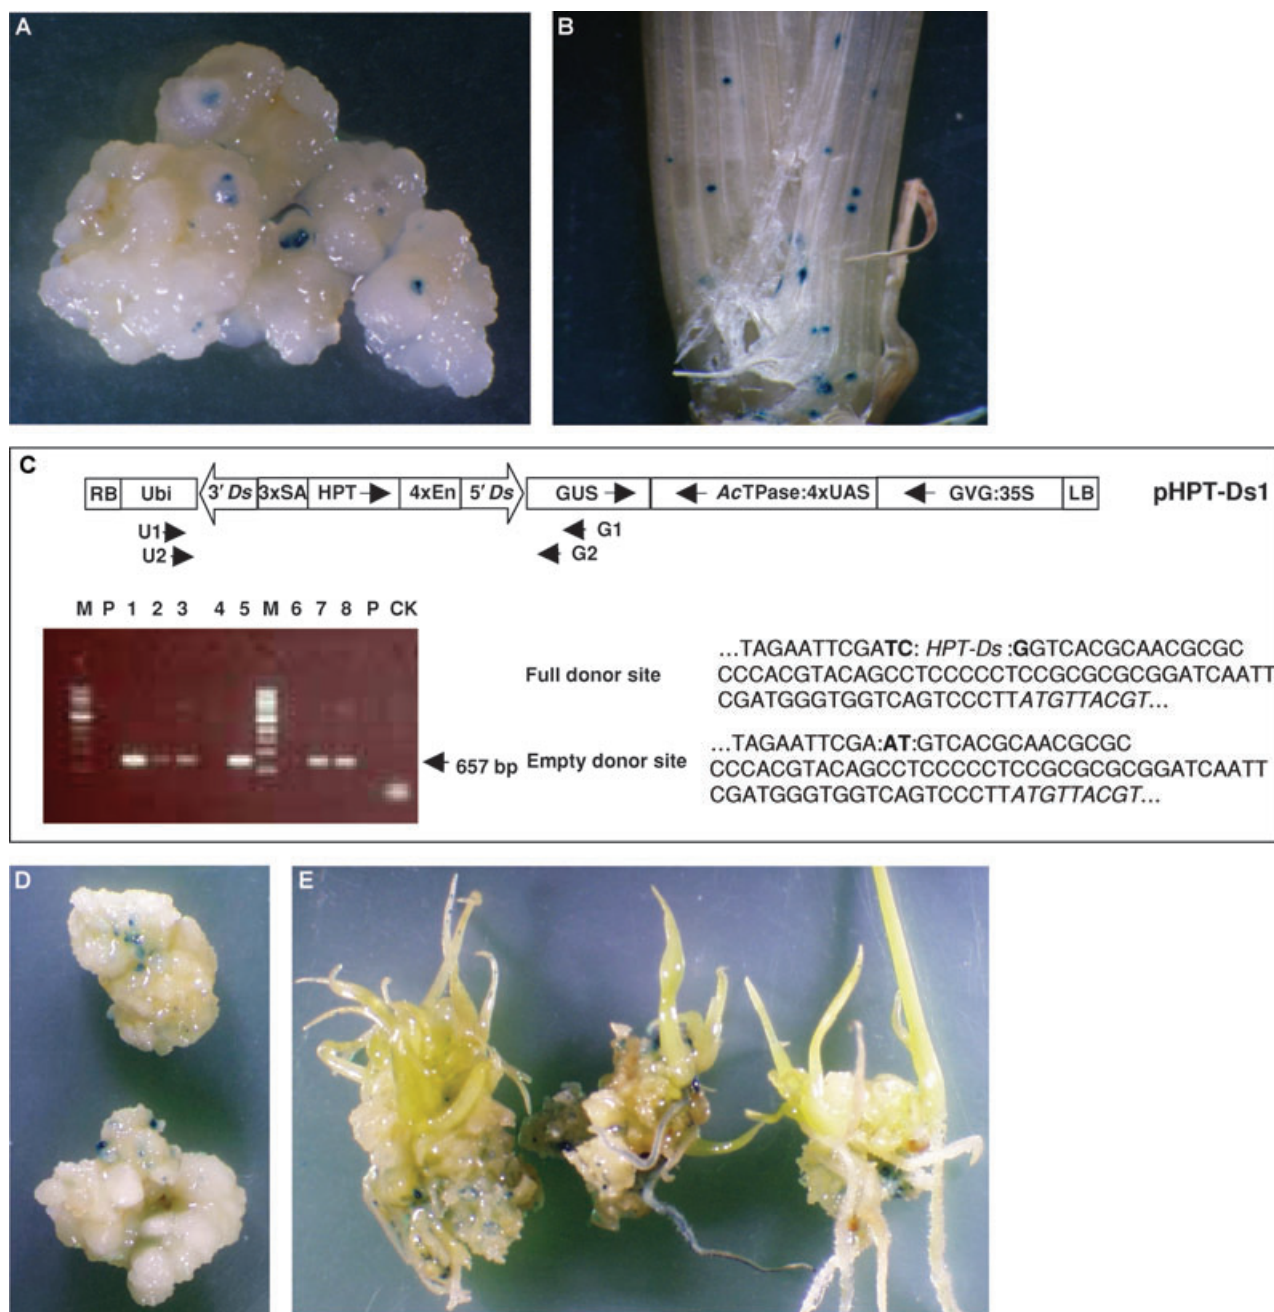 A
B
C
RB Ubi 3′ Ds 3xSA HPT 4xEn 5′ Ds GUS AcTPase:4xUAS GVG:35S LB pHPT-Ds1
U1 G1
U2 G2
M P 1 2 3 4 5 M 6 7 8 P CK
Full donor site
...TAGAATTCGATC: HPT-Ds :GGTCACGCAACGCGC
CCCACGTACAGCCTCCCCCTCCGCGCGCGGATCAATT
CGATGGGTGGTCAGTCCCTTATGTTACGT...
657 bp
Empty donor site
...TAGAATTCGA:AT:GTCACGCAACGCGC
CCCACGTACAGCCTCCCCCTCCGCGCGCGGATCAATT
CGATGGGTGGTCAGTCCCTTATGTTACGT...
D
E